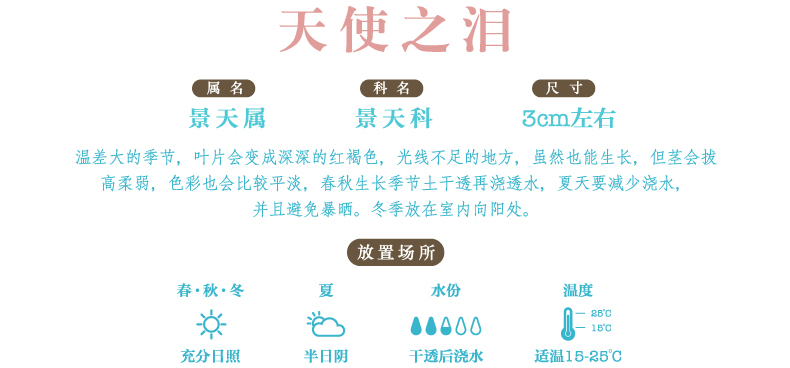 天使之泪
属名 科名 尺寸
景天属 景天科 3cm左右
温差大的季节，叶片会变成深深的红褐色，光线不足的地方，虽然也能生长，但茎会拔
高柔弱，色彩也会比较平淡，春秋生长季节土干透再浇透水，夏天要减少浇水，
并且避免暴晒。冬季放在室内向阳处。
放置场所
春·秋·冬 夏 水份 温度
25℃
15℃
充分日照 半日阴 干透后浇水 适温15-25℃